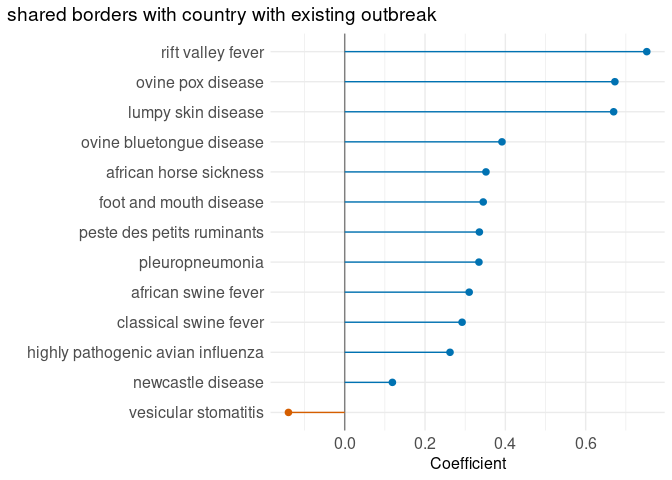 shared borders with country with existing outbreak
rift valley fever
ovine pox disease
lumpy skin disease
ovine bluetongue disease
african horse sickness
foot and mouth disease
peste des petits ruminants
pleuropneumonia
african swine fever
classical swine fever
highly pathogenic avian influenza
newcastle disease
vesicular stomatitis
0.0 0.2 0.4 0.6
Coefficient